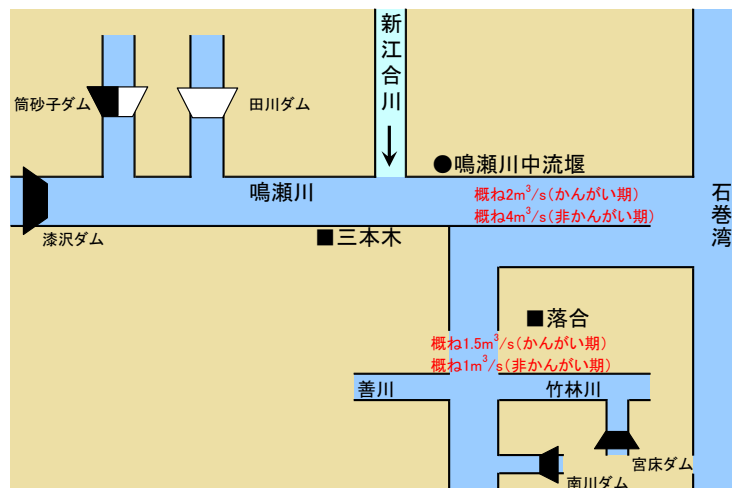 新江合川
筒砂子ダム
田川ダム
●鳴瀬川中流堰
鳴瀬川
概ね2m³/s(かんがい期)
概ね4m³/s(非かんがい期)
石巻湾
漆沢ダム
■三本木
■落合
概ね1.5m³/s(かんがい期)
概ね1m³/s(非かんがい期)
善川
竹林川
宮床ダム
南川ダム